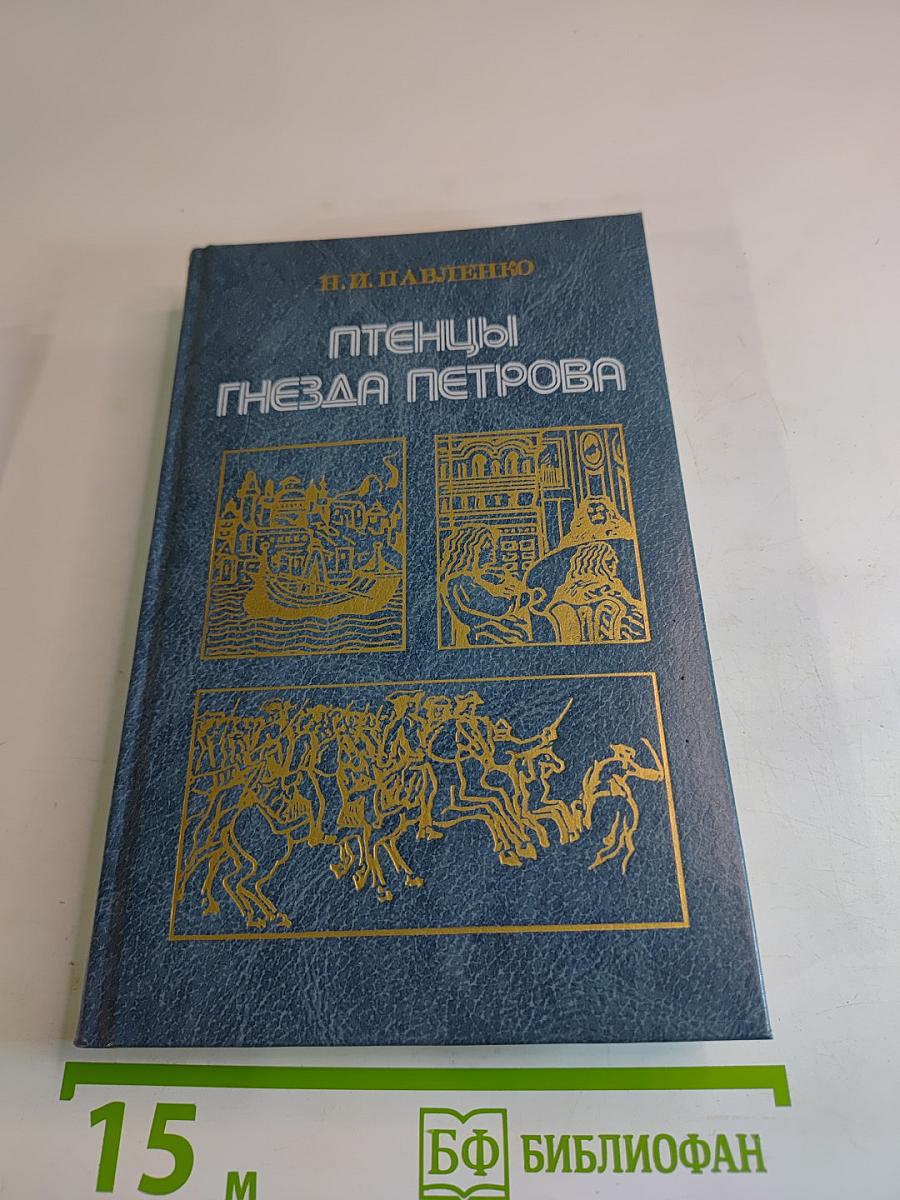 Н. И. ПАВЛЕНКО
ПТЕНЦЫ
ГНЕЗДА ПЕТРОВА
15 м
БФ БИБЛИОФАН